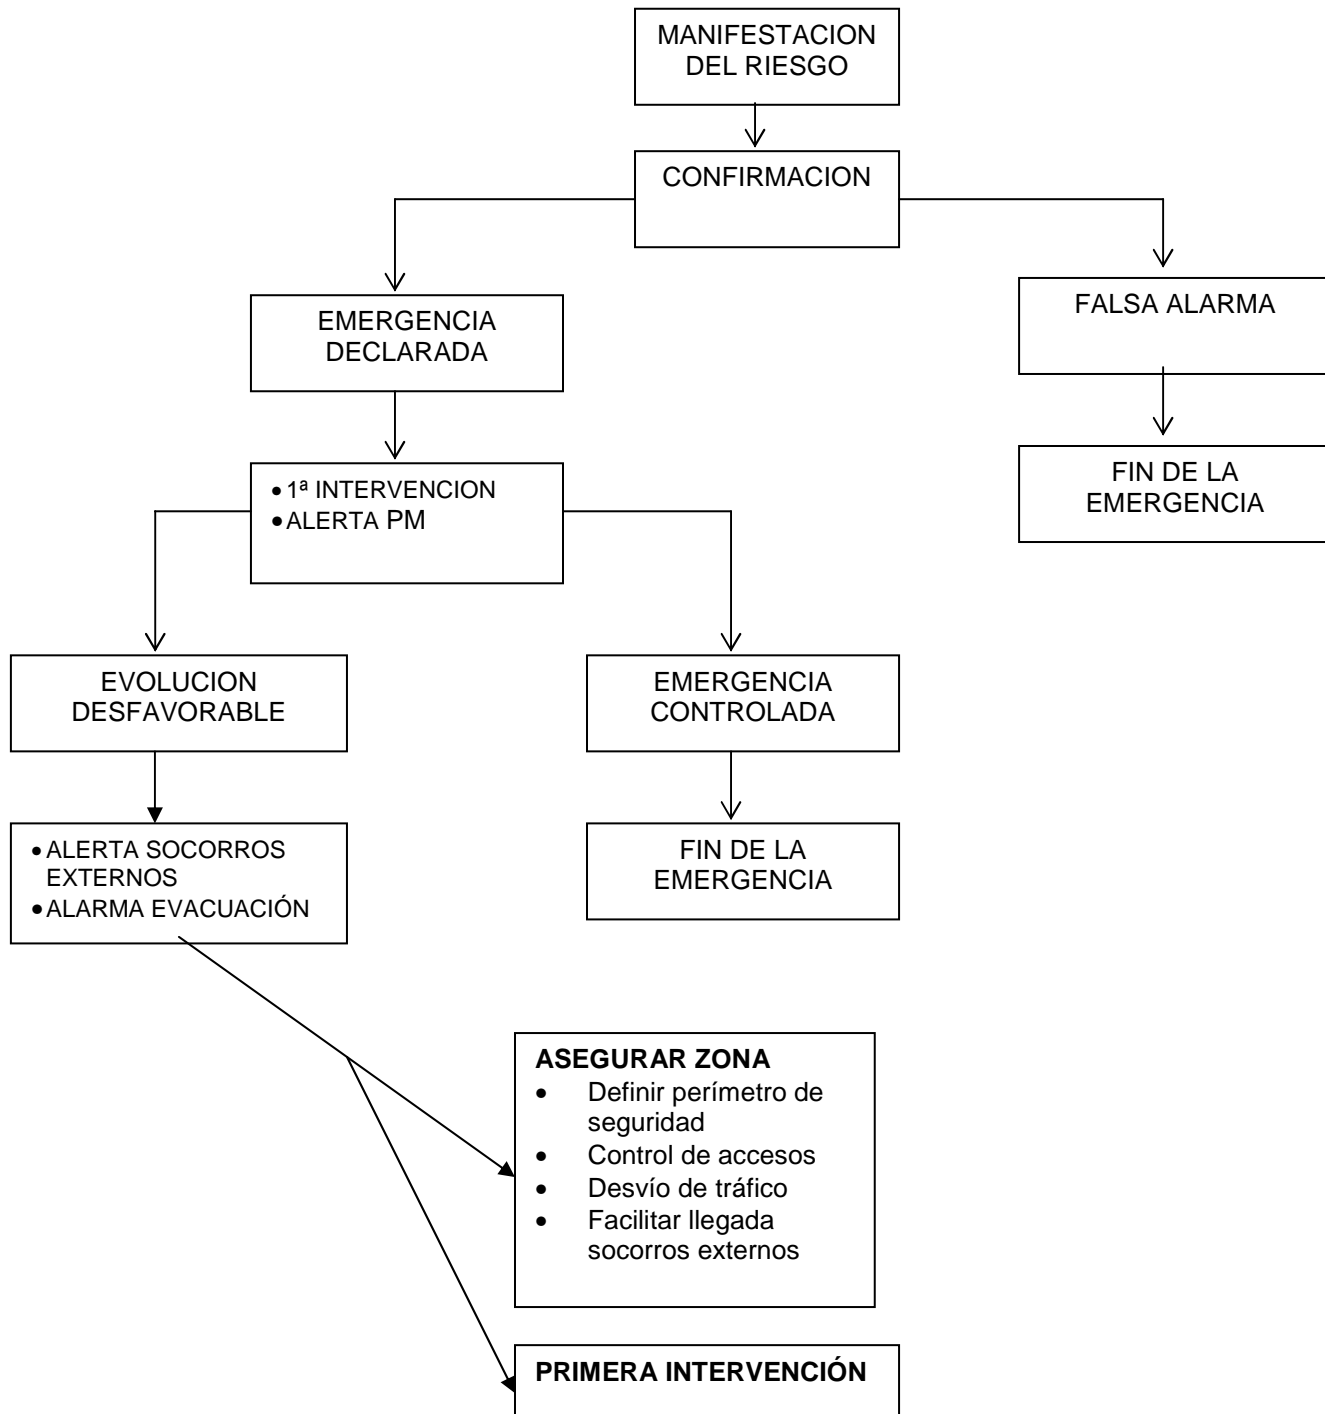 MANIFESTACION
DEL RIESGO
CONFIRMACION
EMERGENCIA
DECLARADA
FALSA ALARMA
• 1ª INTERVENCION
• ALERTA PM
FIN DE LA
EMERGENCIA
EVOLUCION
DESFAVORABLE
EMERGENCIA
CONTROLADA
• ALERTA SOCORROS
EXTERNOS
• ALARMA EVACUACIÓN
FIN DE LA
EMERGENCIA
ASEGURAR ZONA
• Definir perímetro de
seguridad
• Control de accesos
• Desvío de tráfico
• Facilitar llegada
socorros externos
PRIMERA INTERVENCIÓN